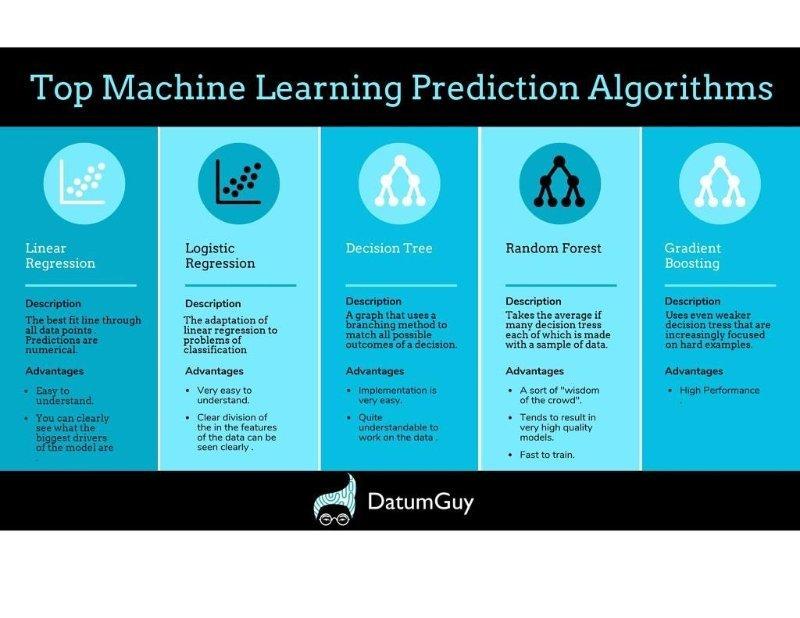 Top Machine Learning Prediction Algorithms
Linear
Regression
Description
The best fit line through
all data points .
Predictions are
numerical.
Advantages
• Easy to
understand.
• You can clearly
see what the
biggest drivers
of the model are
.
Logistic
Regression
Description
The adaptation of
linear regression to
problems of
classification
Advantages
• Very easy to
understand.
• Clear division of
the in the features
of the data can be
seen clearly .
Decision Tree
Description
A graph that uses a
branching method to
match all possible
outcomes of a decision.
Advantages
• Implementation is
very easy.
• Quite
understandable to
work on the data .
Random Forest
Description
Takes the average if
many decision tress
each of which is made
with a sample of data.
Advantages
• A sort of "wisdom
of the crowd".
• Tends to result in
very high quality
models.
• Fast to train.
Gradient
Boosting
Description
Uses even weaker
decision tress that are
increasingly focused
on hard examples.
Advantages
• High Performance
.
DatumGuy